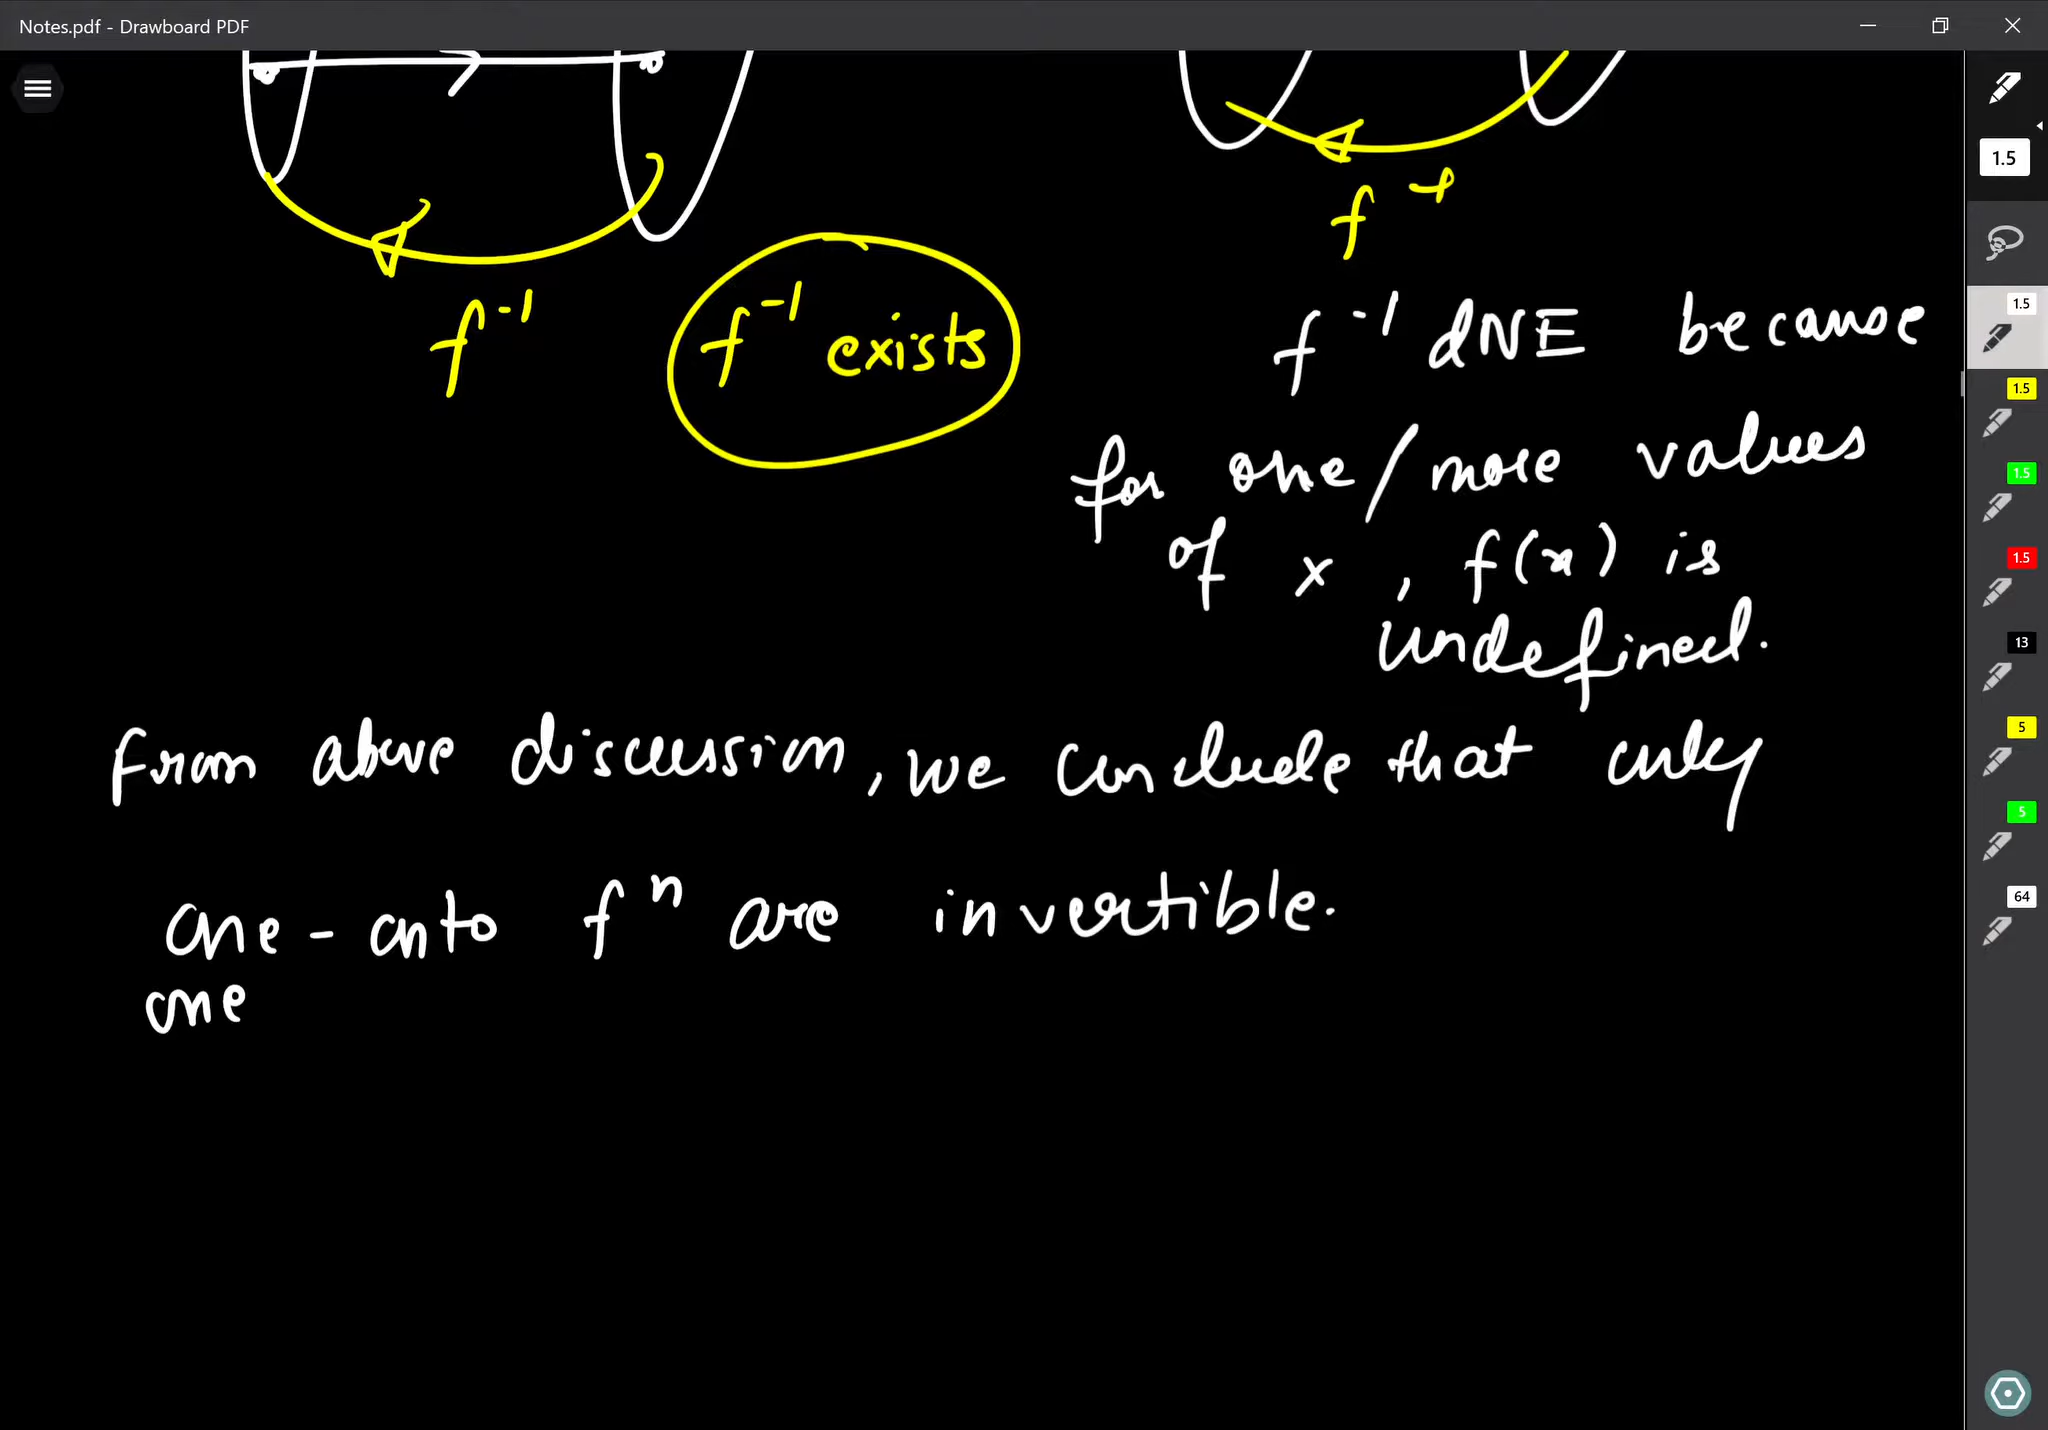 Notes.pdf - Drawboard PDF
1.5
f⁻¹
f⁻¹
f⁻¹ exists
f⁻¹ dNE because
for one/more values
of x, f(x) is
undefined.
From above discussion, we conclude that only
one-onto fⁿ are invertible.
one
1.5
1.5
1.5
1.5
13
5
5
64